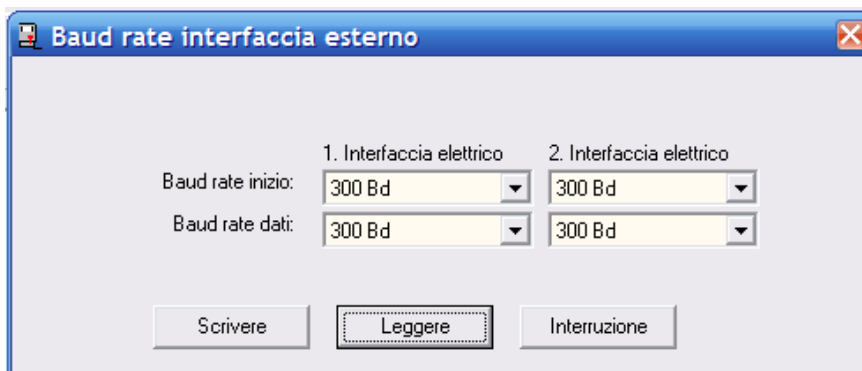 Baud rate interfaccia esterno
1. Interfaccia elettrico 2. Interfaccia elettrico
Baud rate inizio: 300 Bd 300 Bd
Baud rate dati: 300 Bd 300 Bd
Scrivere Leggere Interruzione